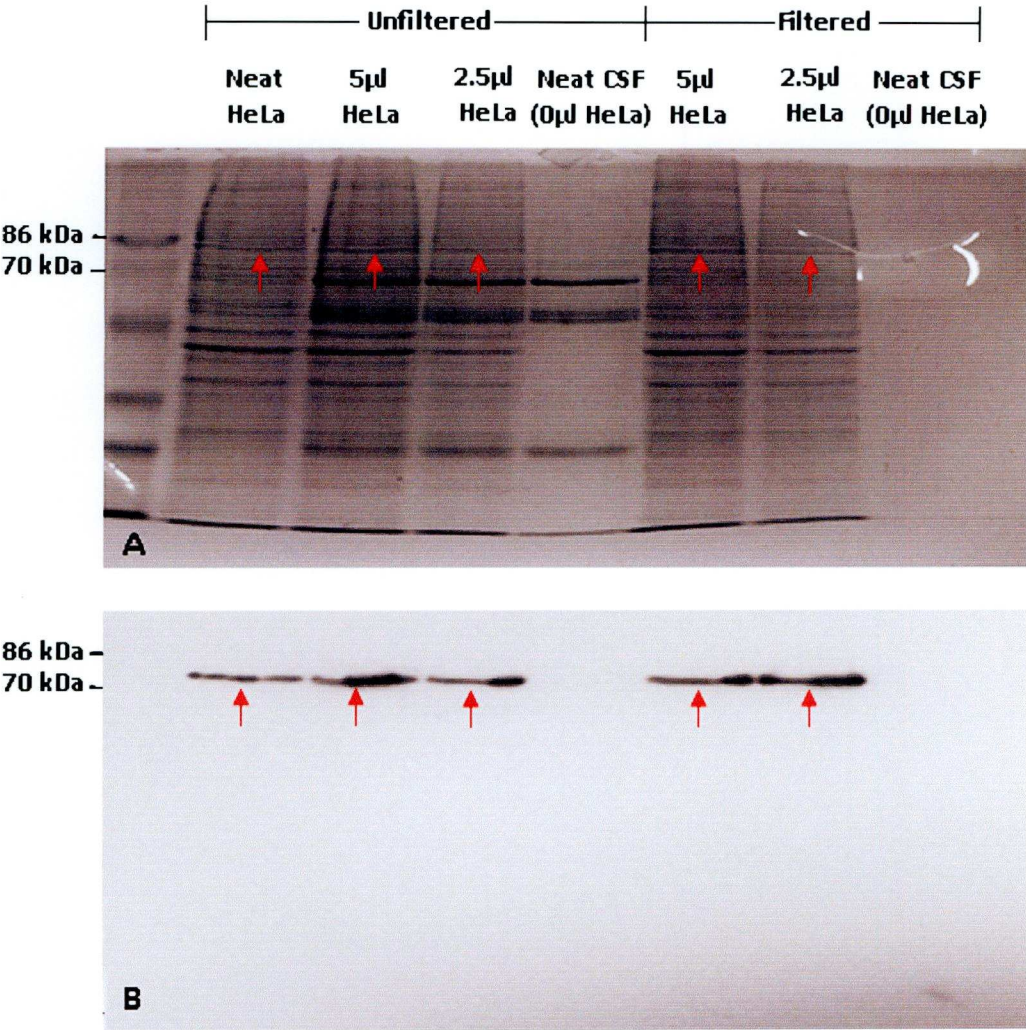 Unfiltered Filtered
Neat 5µl 2.5µl Neat CSF 5µl 2.5µl Neat CSF
HeLa HeLa HeLa (0µl HeLa) HeLa HeLa (0µl HeLa)
86 kDa
70 kDa
A
86 kDa
70 kDa
B